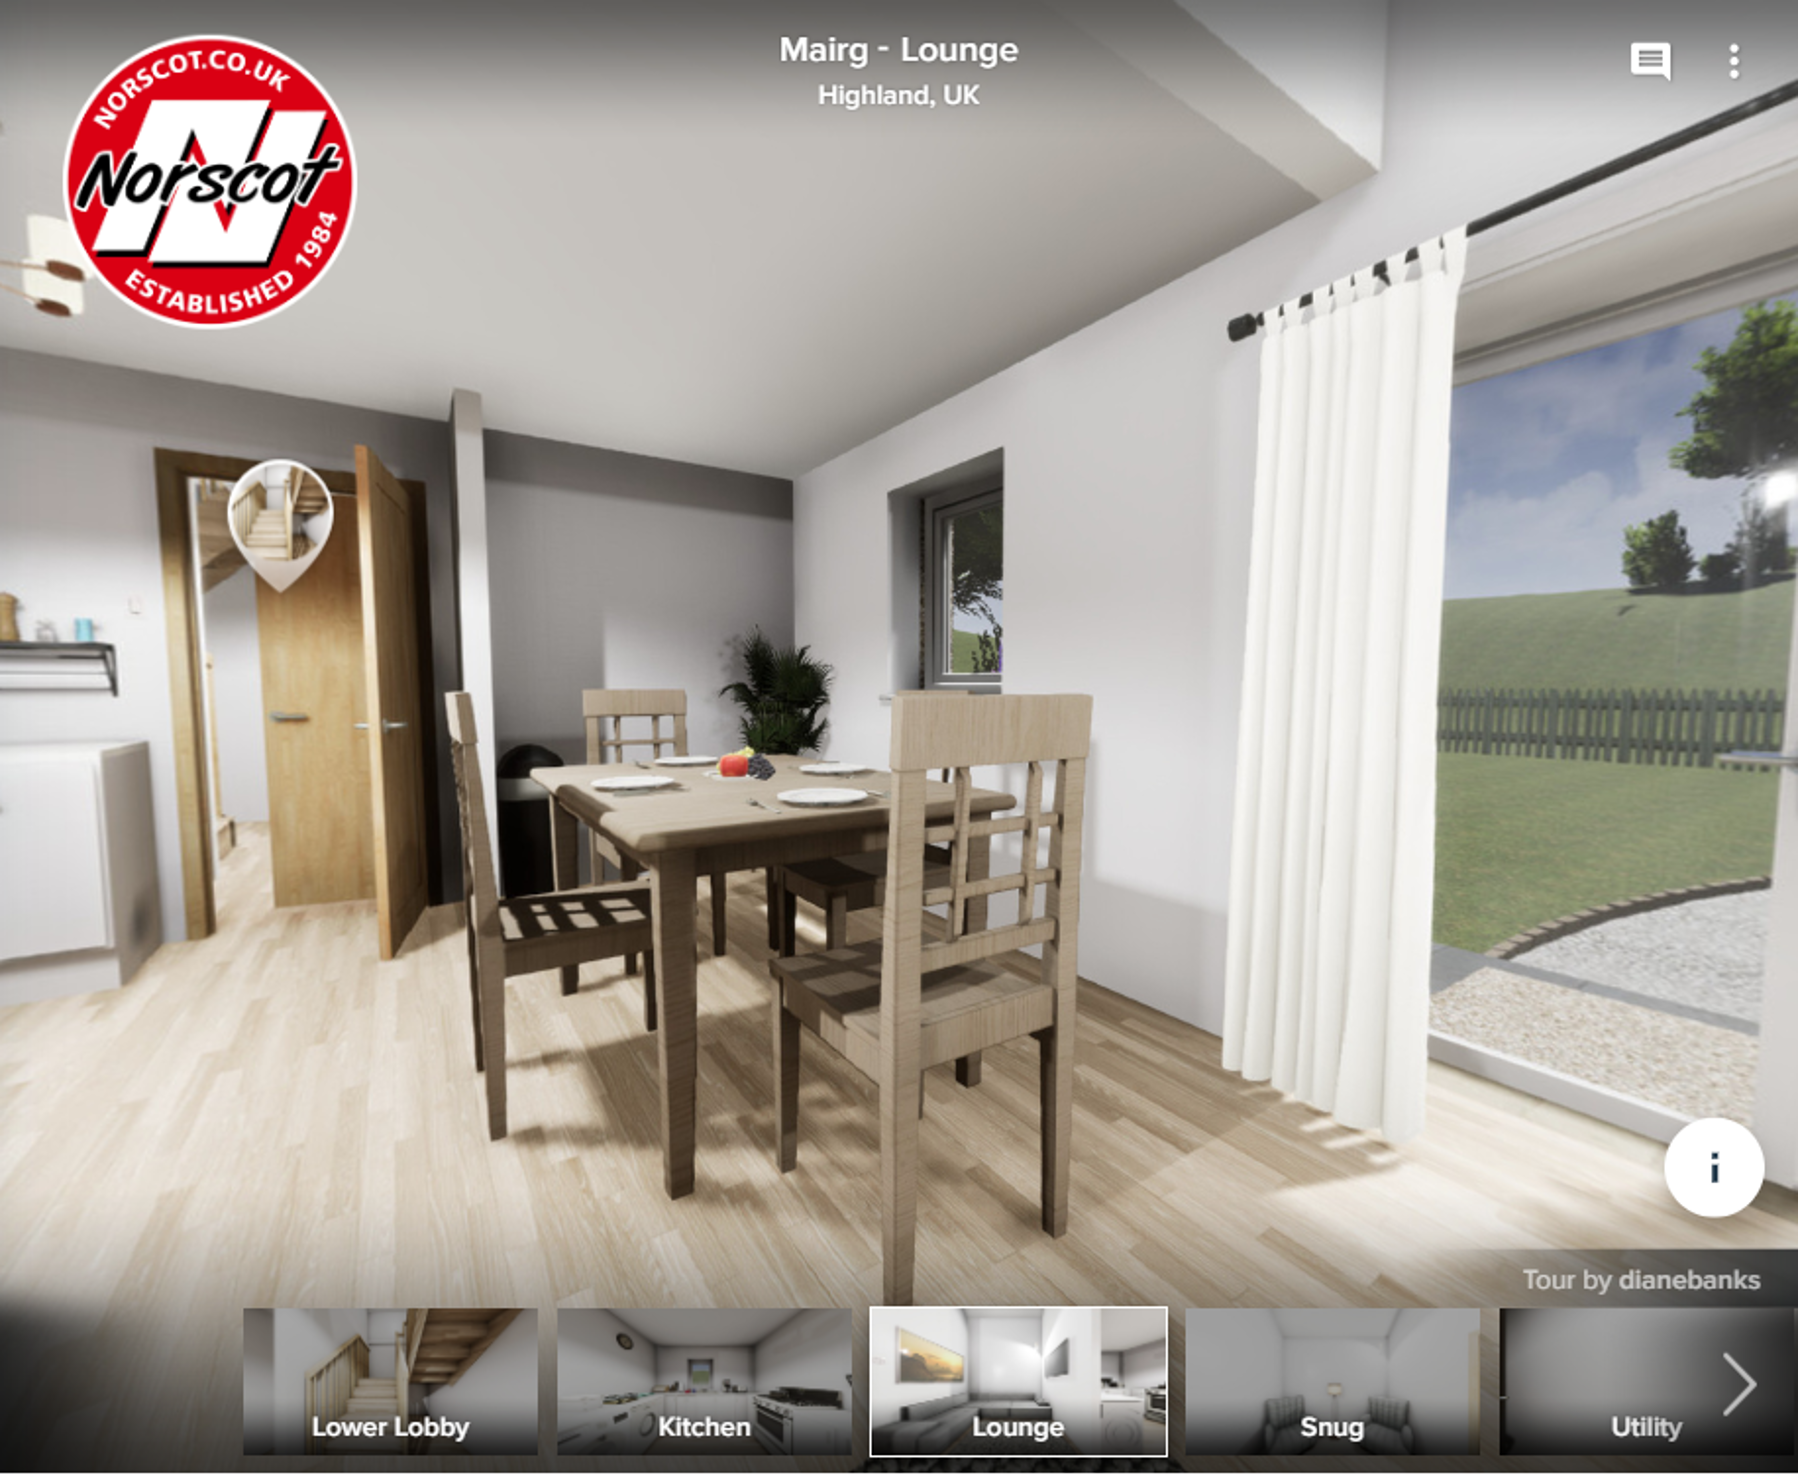 NORSCOT.CO.UK
Norscot
ESTABLISHED 1984
Mairg - Lounge
Highland, UK
i
Tour by dianebanks
Lower Lobby
Kitchen
Lounge
Snug
Utility